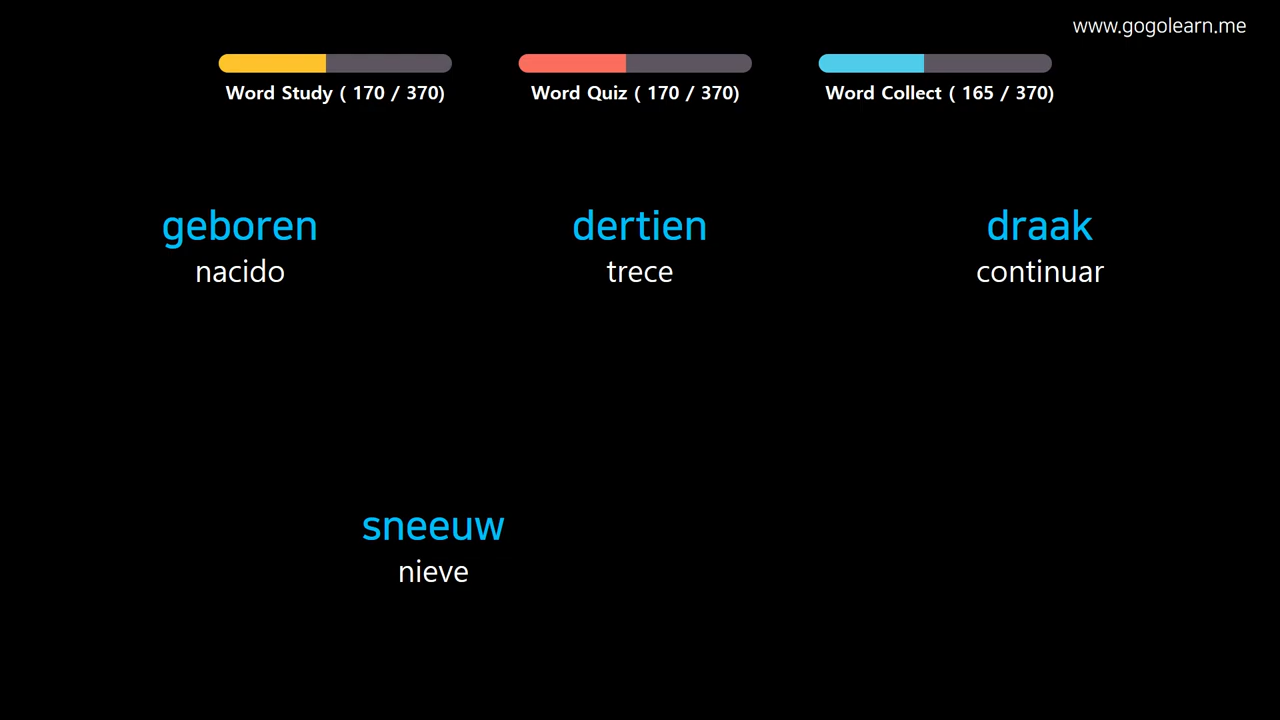 www.gogolearn.me
Word Study ( 170 / 370)
Word Quiz ( 170 / 370)
Word Collect ( 165 / 370)
geboren
nacido
dertien
trece
draak
continuar
sneeuw
nieve